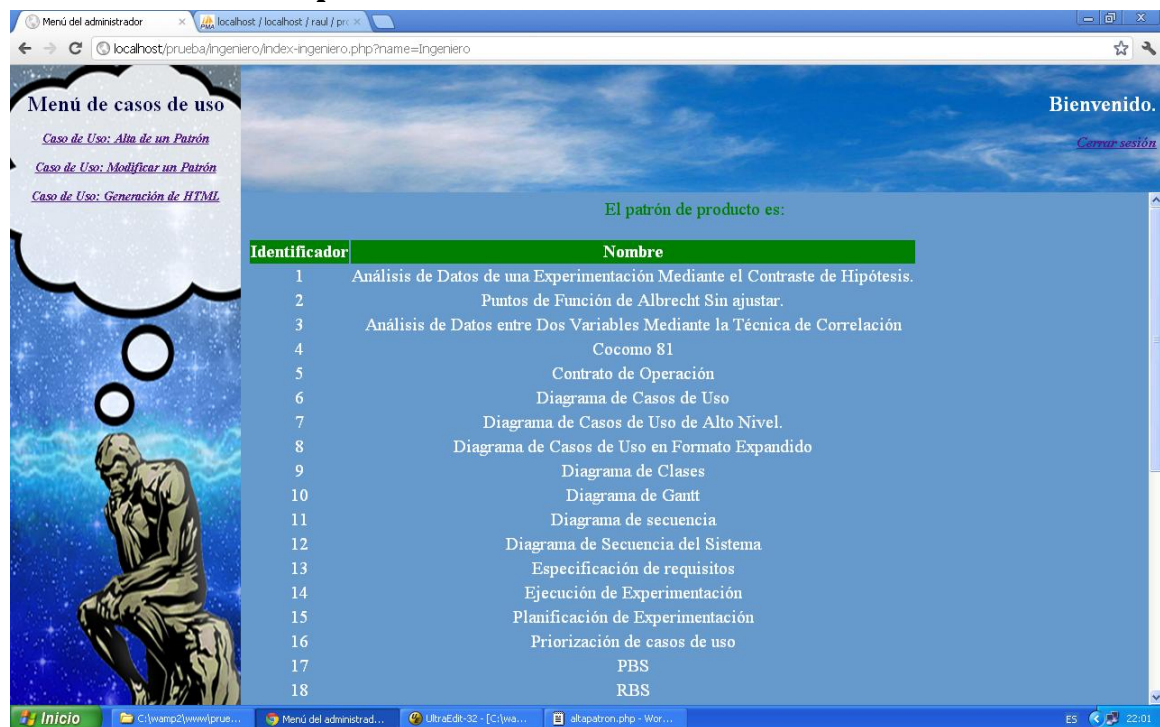 Menú del administrador
localhost / localhost / raul / pro
localhost/prueba/ingeniero/index-ingeniero.php?name=Ingeniero
Menú de casos de uso
Caso de Uso: Alta de un Patrón
Caso de Uso: Modificar un Patrón
Caso de Uso: Generación de HTML
Bienvenido.
Cerrar sesión
El patrón de producto es:
Identificador Nombre
1 Análisis de Datos de una Experimentación Mediante el Contraste de Hipótesis.
2 Puntos de Función de Albrecht Sin ajustar.
3 Análisis de Datos entre Dos Variables Mediante la Técnica de Correlación
4 Cocomo 81
5 Contrato de Operación
6 Diagrama de Casos de Uso
7 Diagrama de Casos de Uso de Alto Nivel.
8 Diagrama de Casos de Uso en Formato Expandido
9 Diagrama de Clases
10 Diagrama de Gantt
11 Diagrama de secuencia
12 Diagrama de Secuencia del Sistema
13 Especificación de requisitos
14 Ejecución de Experimentación
15 Planificación de Experimentación
16 Priorización de casos de uso
17 PBS
18 RBS
Inicio C:\wamp2\www\prue... Menú del administrad... UltraEdit-32 - [C:\wa... altapatron.php - Wor... ES 22:01